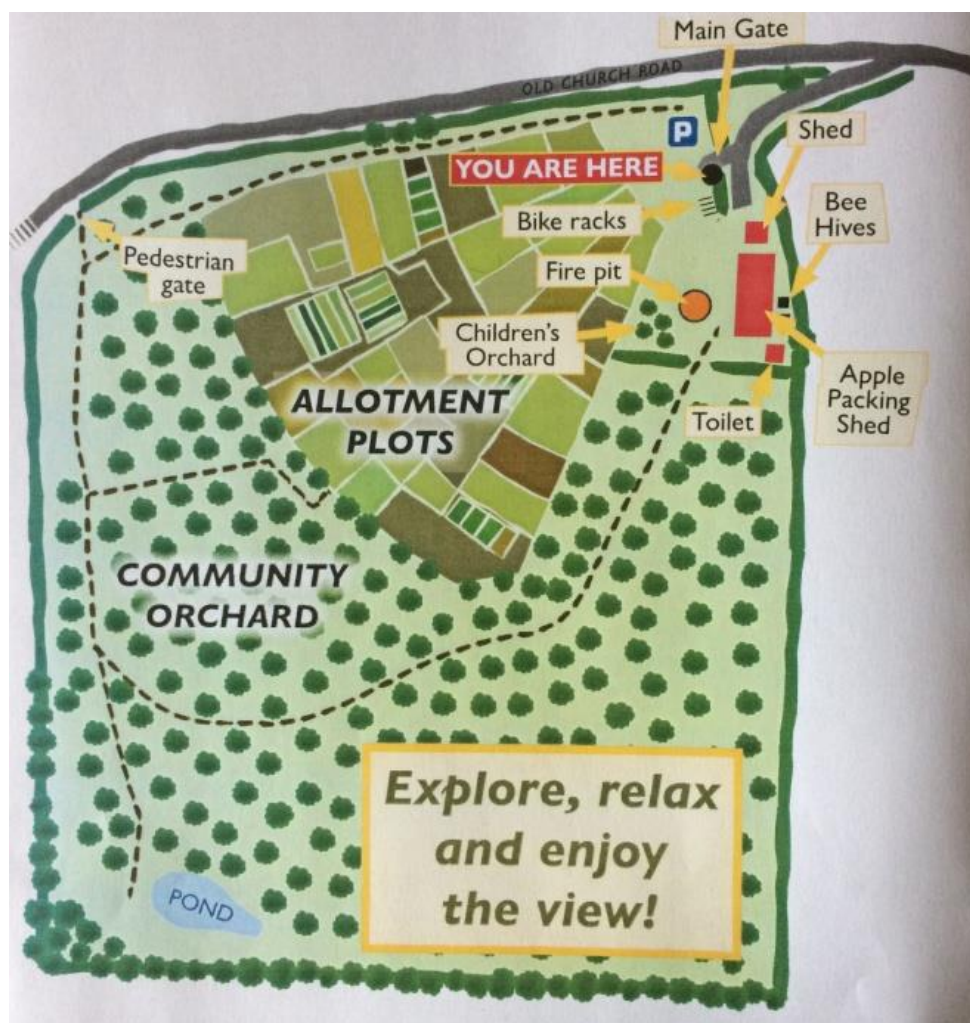 Main Gate
OLD CHURCH ROAD
P
Shed
YOU ARE HERE
Bee
Hives
Bike racks
Pedestrian
gate
Fire pit
Children's
Orchard
Apple
Packing
Shed
ALLOTMENT
PLOTS
Toilet
COMMUNITY
ORCHARD
Explore, relax
and enjoy
the view!
POND